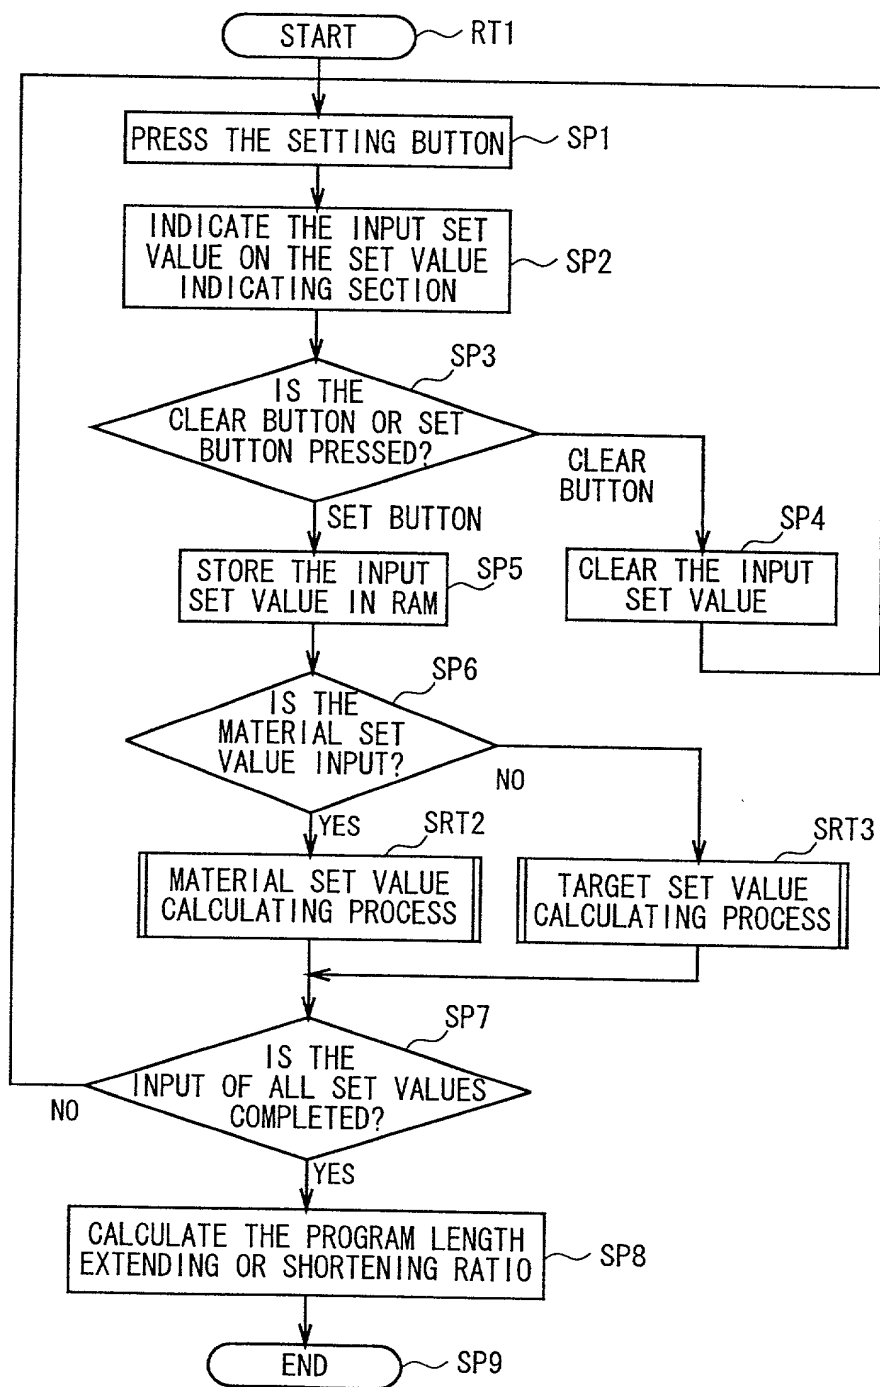 START
RT1
PRESS THE SETTING BUTTON
SP1
INDICATE THE INPUT SET
VALUE ON THE SET VALUE
INDICATING SECTION
SP2
SP3
IS THE
CLEAR BUTTON OR SET
BUTTON PRESSED?
CLEAR
BUTTON
SET BUTTON
SP4
STORE THE INPUT
SET VALUE IN RAM
SP5
CLEAR THE INPUT
SET VALUE
SP6
IS THE
MATERIAL SET
VALUE INPUT?
NO
YES
SRT2
SRT3
MATERIAL SET VALUE
CALCULATING PROCESS
TARGET SET VALUE
CALCULATING PROCESS
SP7
IS THE
INPUT OF ALL SET VALUES
COMPLETED?
NO
YES
CALCULATE THE PROGRAM LENGTH
EXTENDING OR SHORTENING RATIO
SP8
END
SP9